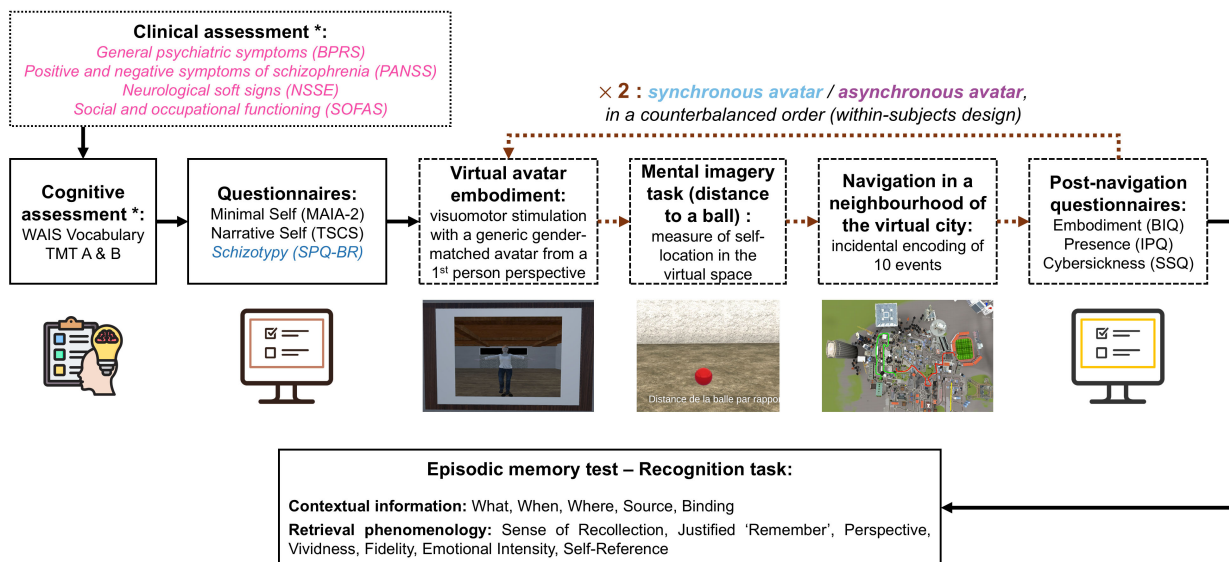 Clinical assessment *:
General psychiatric symptoms (BPRS)
Positive and negative symptoms of schizophrenia (PANSS)
Neurological soft signs (NSSE)
Social and occupational functioning (SOFAS)
× 2 : synchronous avatar / asynchronous avatar,
in a counterbalanced order (within-subjects design)
Cognitive
assessment *:
WAIS Vocabulary
TMT A & B
Questionnaires:
Minimal Self (MAIA-2)
Narrative Self (TSCS)
Schizotypy (SPQ-BR)
Virtual avatar
embodiment:
visuomotor stimulation
with a generic gender-
matched avatar from a
1st person perspective
Mental imagery
task (distance
to a ball) :
measure of self-
location in the
virtual space
Navigation in a
neighbourhood of
the virtual city:
incidental encoding of
10 events
Post-navigation
questionnaires:
Embodiment (BIQ)
Presence (IPQ)
Cybersickness (SSQ)
Distance de la balle par rappor
Episodic memory test – Recognition task:
Contextual information: What, When, Where, Source, Binding
Retrieval phenomenology: Sense of Recollection, Justified ‘Remember’, Perspective,
Vividness, Fidelity, Emotional Intensity, Self-Reference